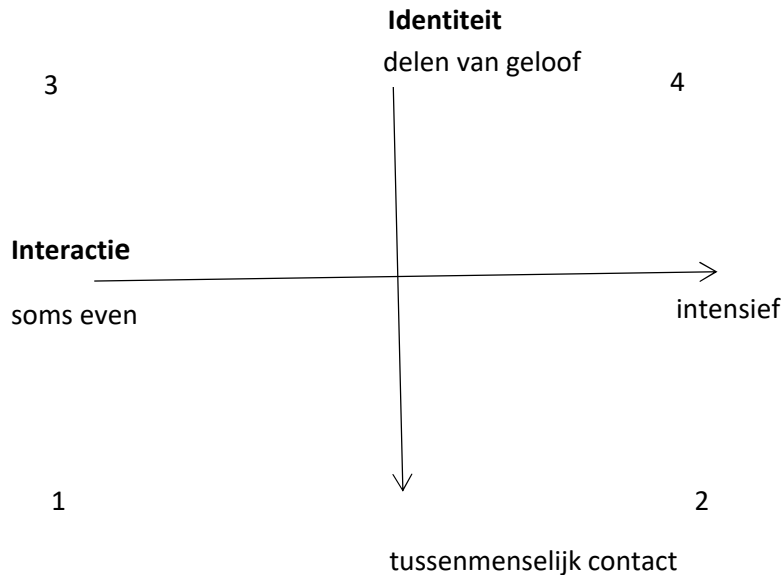 Identiteit
delen van geloof
3
4
Interactie
soms even
intensief
1
2
tussenmenselijk contact